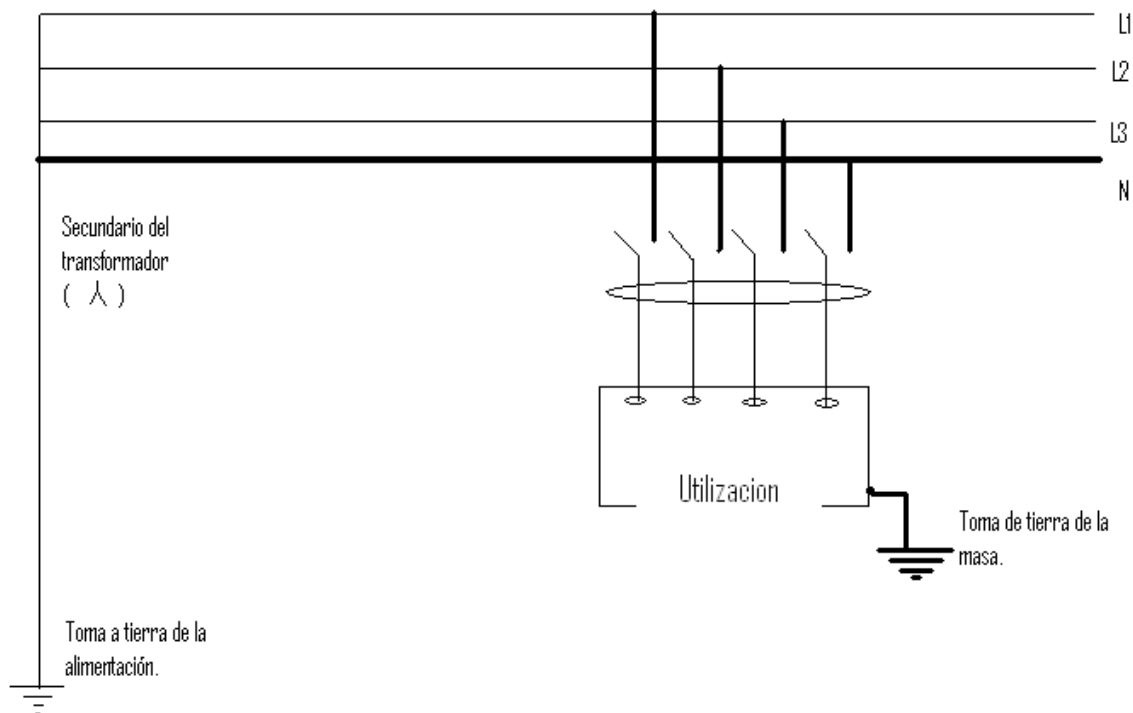 L1
L2
L3
N
Secundario del
transformador
( 人 )
Utilizacion
Toma de tierra de la
masa.
Toma a tierra de la
alimentación.